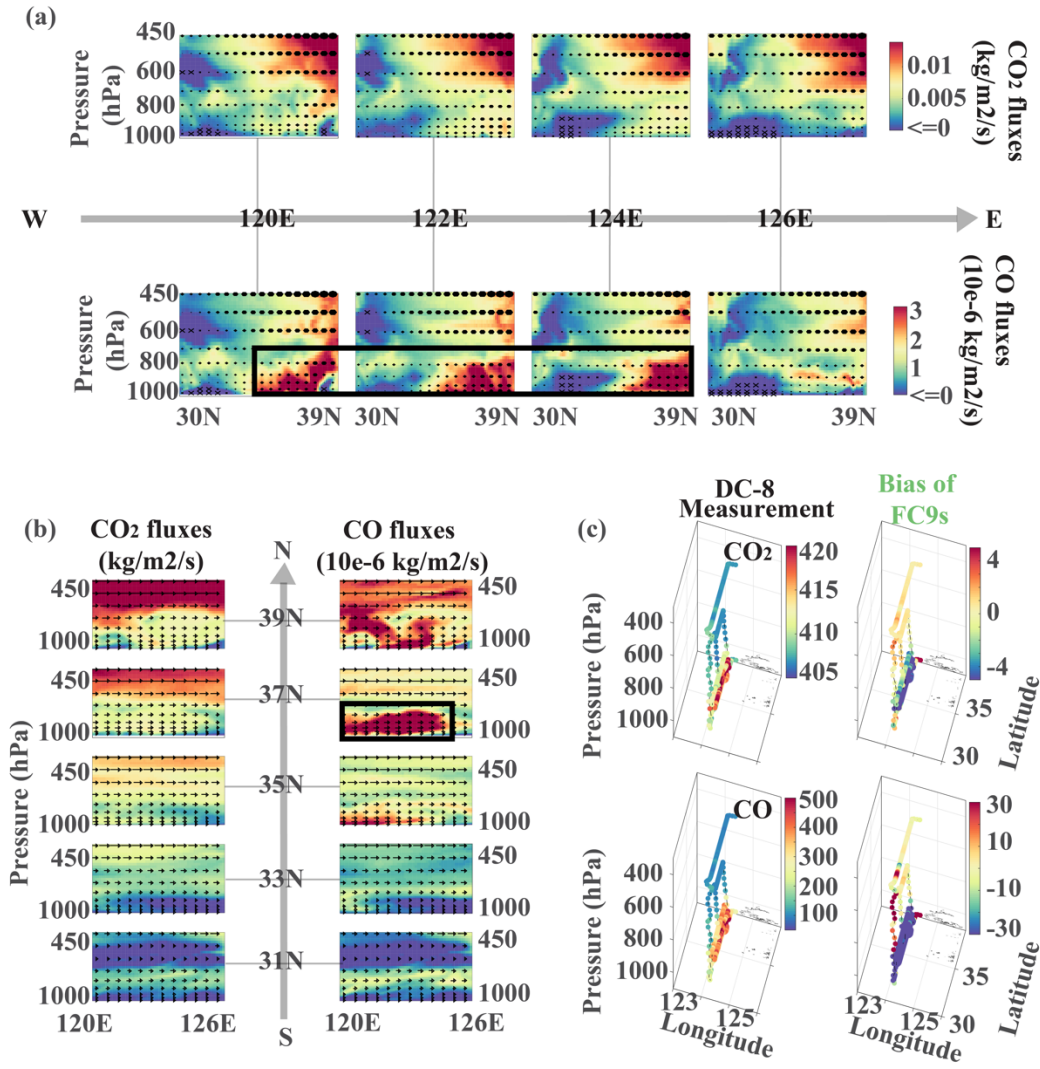 (a)
450
600
800
1000
Pressure
(hPa)
0.01
0.005
<=0
CO2 fluxes
(kg/m2/s)
W
120E
122E
124E
126E
E
450
600
800
1000
Pressure
(hPa)
30N
39N
30N
39N
30N
39N
30N
39N
3
2
1
<=0
CO fluxes
(10e-6 kg/m2/s)
(b)
CO2 fluxes
(kg/m2/s)
N
CO fluxes
(10e-6 kg/m2/s)
Pressure (hPa)
450
1000
39N
450
1000
450
1000
37N
450
1000
450
1000
35N
450
1000
450
1000
33N
450
1000
450
1000
31N
450
1000
120E
126E
S
120E
126E
(c)
DC-8
Measurement
Bias of
FC9s
CO2
420
415
410
405
4
0
-4
Pressure (hPa)
400
600
800
1000
35
30
Latitude
CO
500
400
300
200
100
30
10
-10
-30
Pressure (hPa)
400
600
800
1000
123
125
Longitude
123
125
Longitude
35
30
Latitude